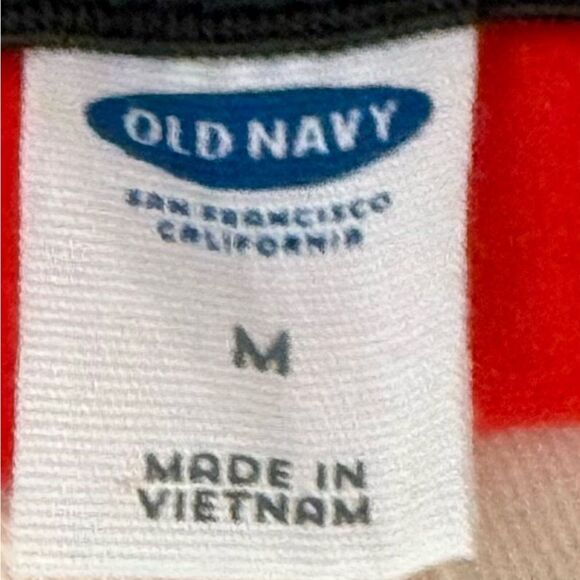 OLD NAVY
SAN FRANCISCO
CALIFORNIA
M
MADE IN
VIETNAM